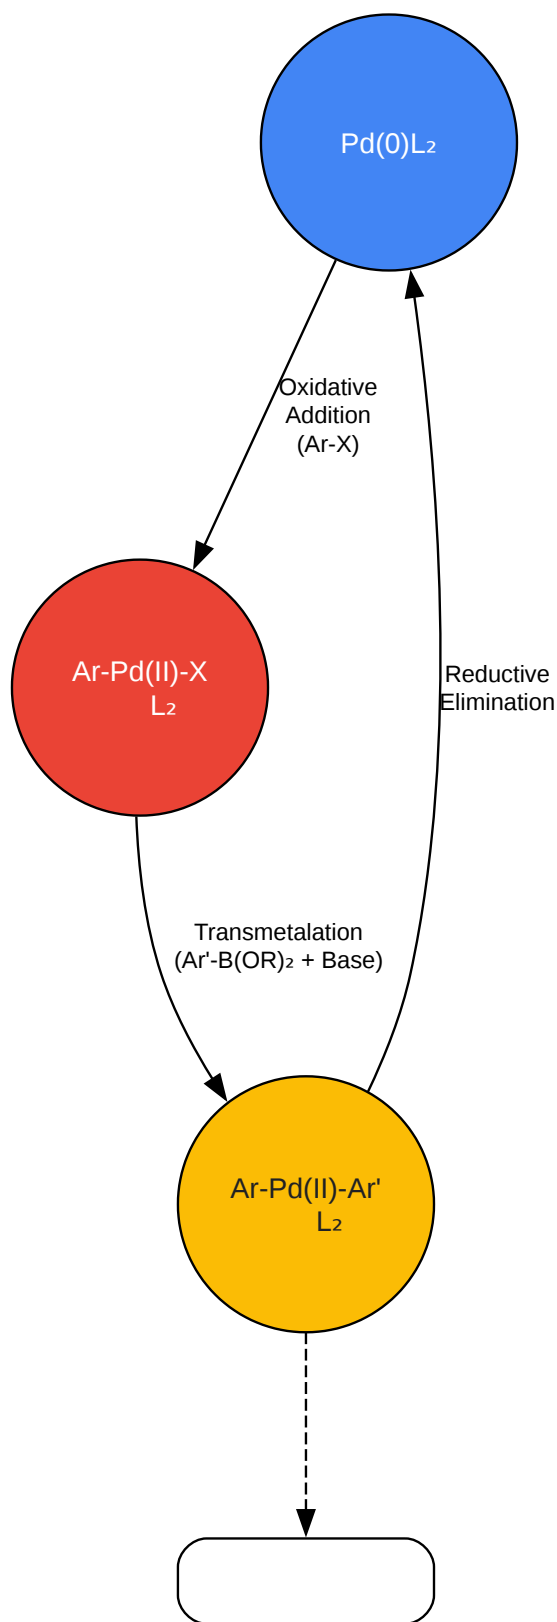 Pd(0)L₂
Oxidative
Addition
(Ar-X)
Ar-Pd(II)-X
L₂
Reductive
Elimination
Transmetalation
(Ar'-B(OR)₂ + Base)
Ar-Pd(II)-Ar'
L₂